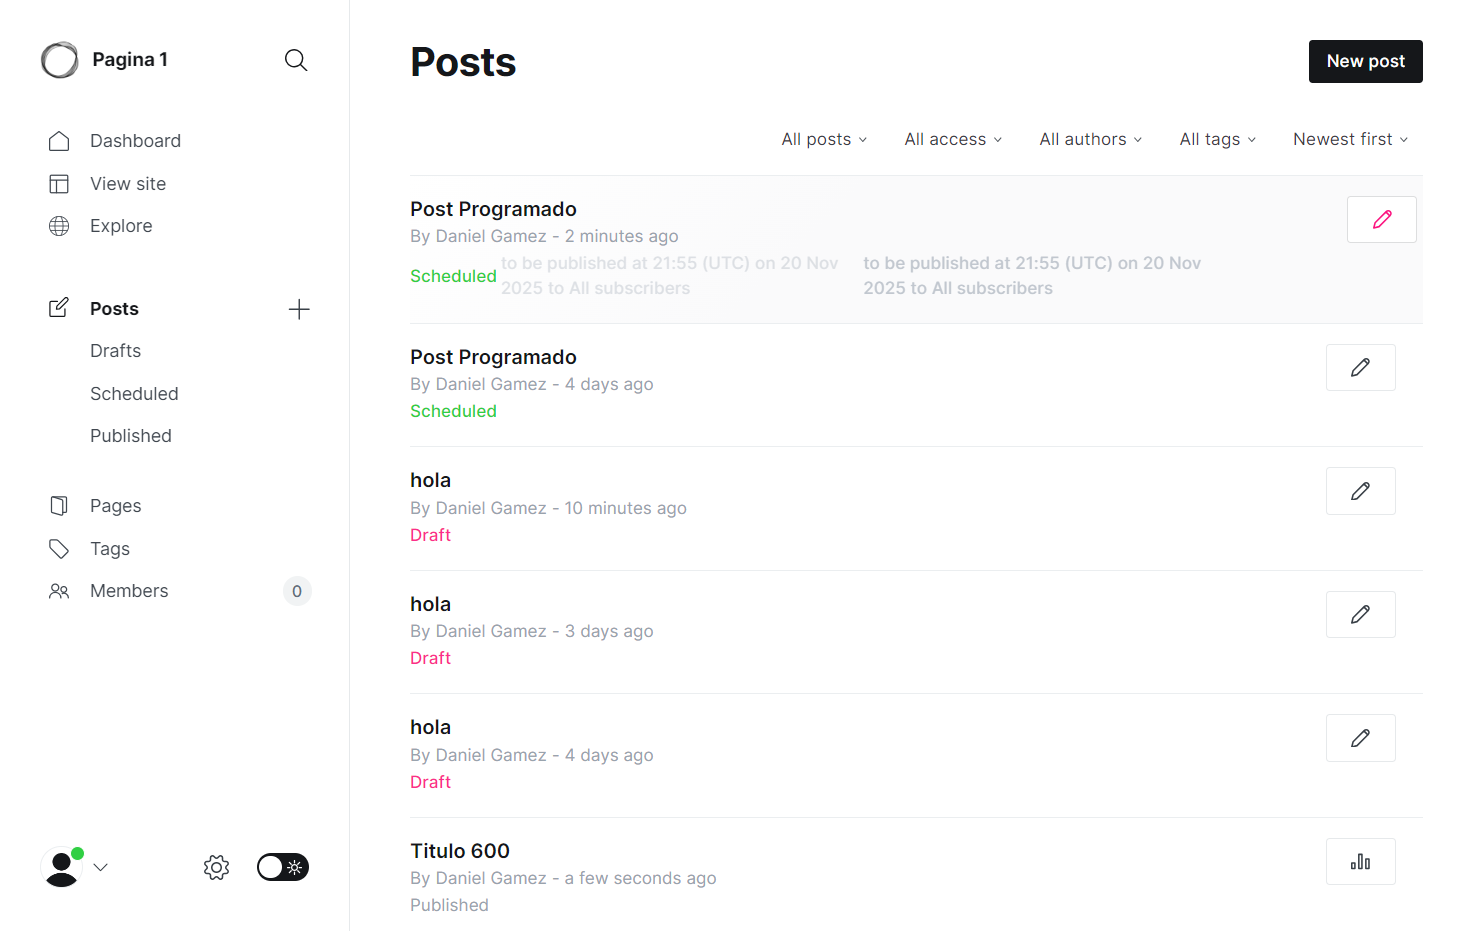 Pagina 1
Dashboard
View site
Explore
Posts
Drafts
Scheduled
Published
Pages
Tags
Members 0
Posts
New post
All posts
All access
All authors
All tags
Newest first
Post Programado
By Daniel Gamez - 2 minutes ago
Scheduled
to be published at 21:55 (UTC) on 20 Nov
2025 to All subscribers
to be published at 21:55 (UTC) on 20 Nov
2025 to All subscribers
Post Programado
By Daniel Gamez - 4 days ago
Scheduled
hola
By Daniel Gamez - 10 minutes ago
Draft
hola
By Daniel Gamez - 3 days ago
Draft
hola
By Daniel Gamez - 4 days ago
Draft
Titulo 600
By Daniel Gamez - a few seconds ago
Published